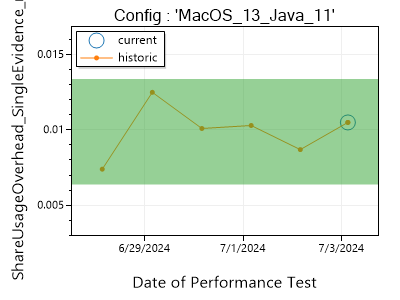 Config : 'MacOS_13_Java_11'
ShareUsageOverhead_SingleEvidence_
current
historic
0.015
0.01
0.005
6/29/2024
7/1/2024
7/3/2024
Date of Performance Test